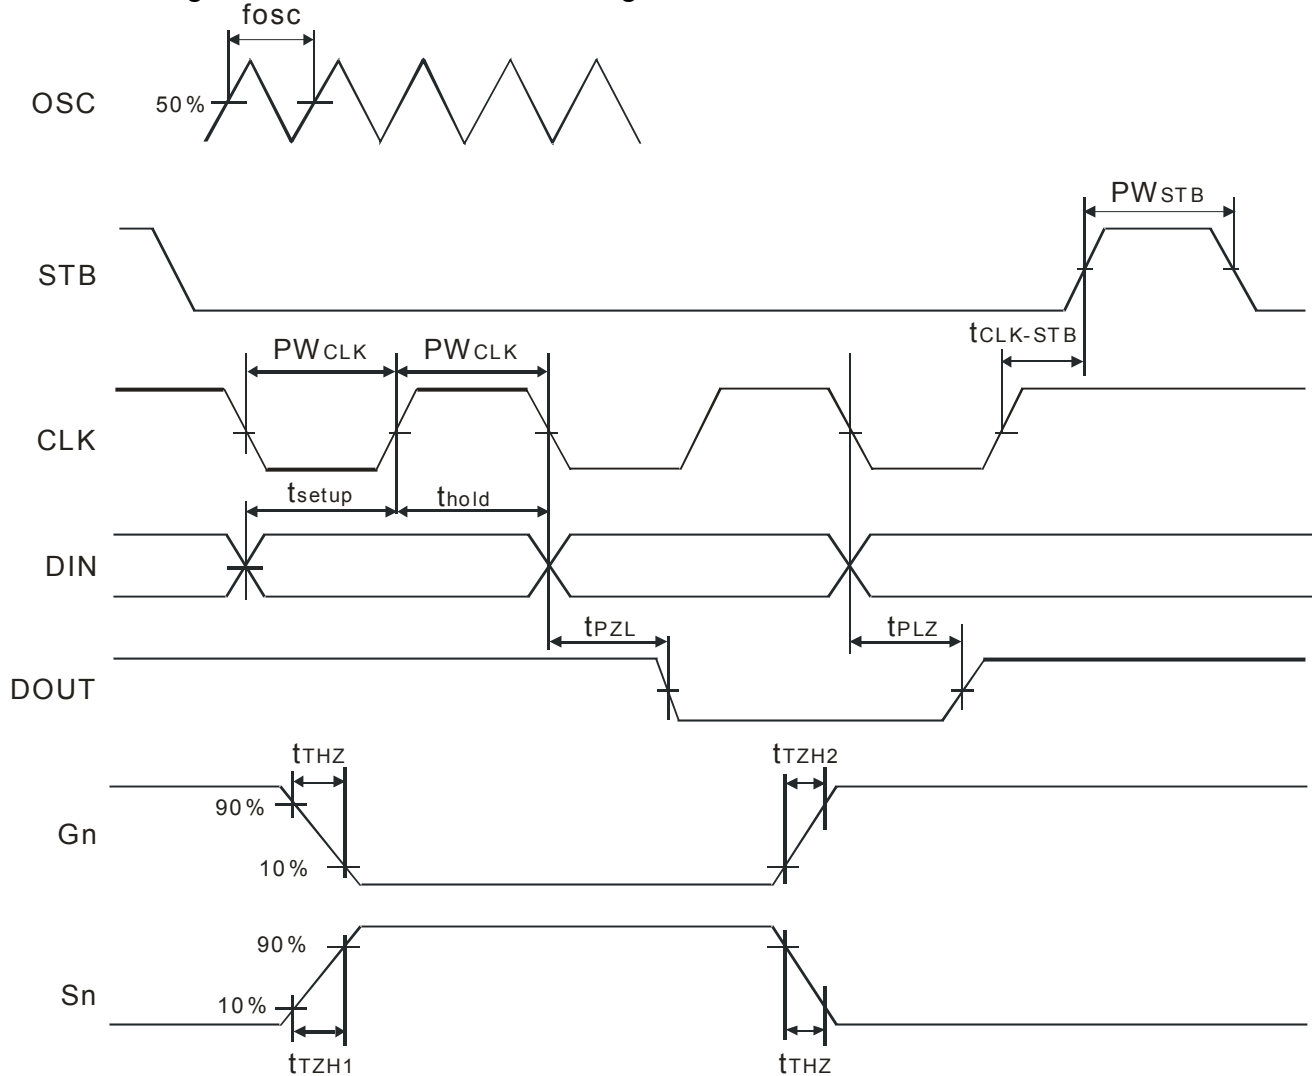 fosc
OSC
50%
PWSTB
STB
tCLK-STB
PWCLK PWCLK
CLK
tsetup thold
DIN
tPZL tPLZ
DOUT
tTHZ tTZH2
90%
Gn
10%
90%
Sn
10%
tTZH1 tTHZ